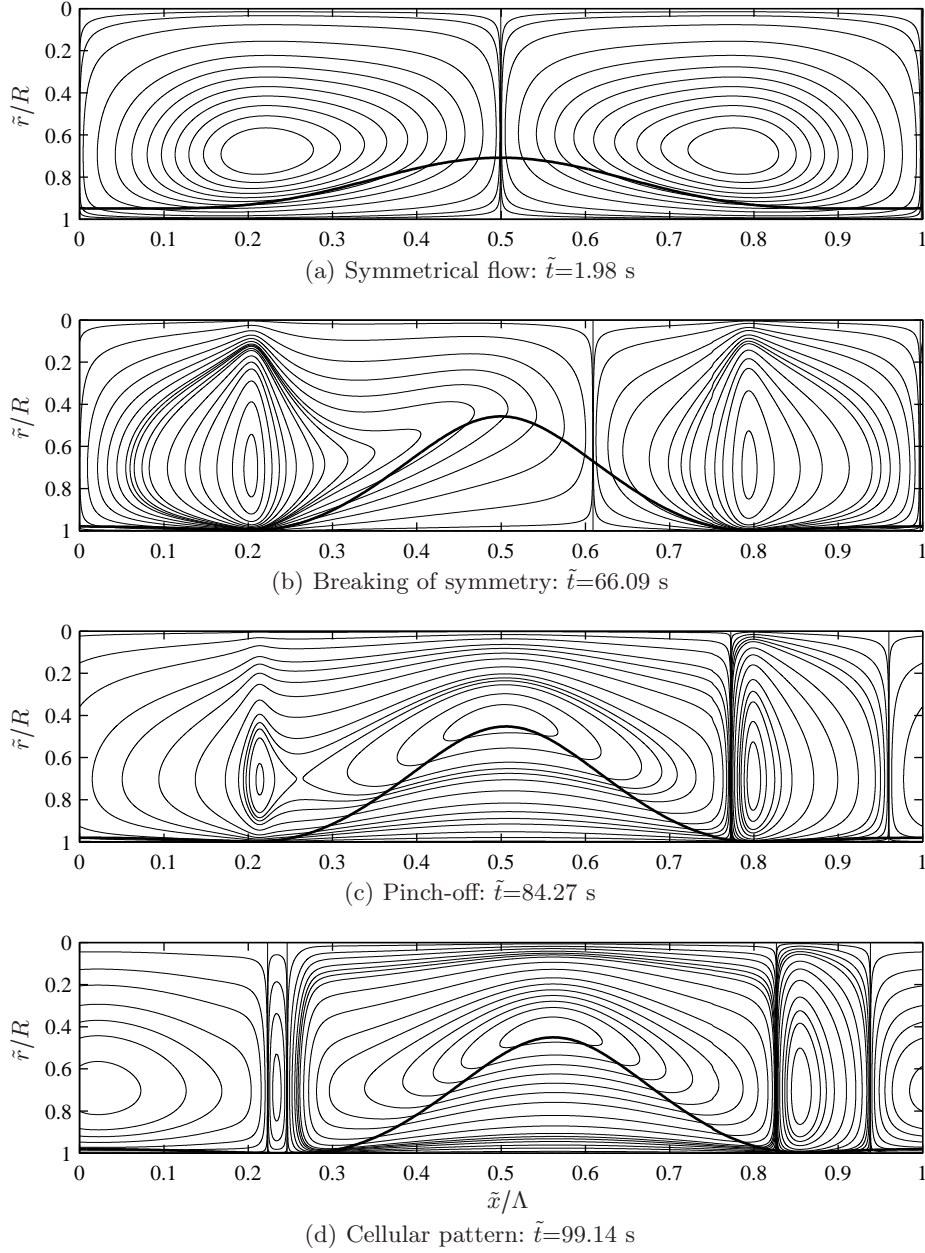 0
0.2
0.4
0.6
0.8
1
r̃/R
0 0.1 0.2 0.3 0.4 0.5 0.6 0.7 0.8 0.9 1
(a) Symmetrical flow: t̃=1.98 s
0
0.2
0.4
0.6
0.8
1
r̃/R
0 0.1 0.2 0.3 0.4 0.5 0.6 0.7 0.8 0.9 1
(b) Breaking of symmetry: t̃=66.09 s
0
0.2
0.4
0.6
0.8
1
r̃/R
0 0.1 0.2 0.3 0.4 0.5 0.6 0.7 0.8 0.9 1
(c) Pinch-off: t̃=84.27 s
0
0.2
0.4
0.6
0.8
1
r̃/R
0 0.1 0.2 0.3 0.4 0.5 0.6 0.7 0.8 0.9 1
x̃/Λ
(d) Cellular pattern: t̃=99.14 s